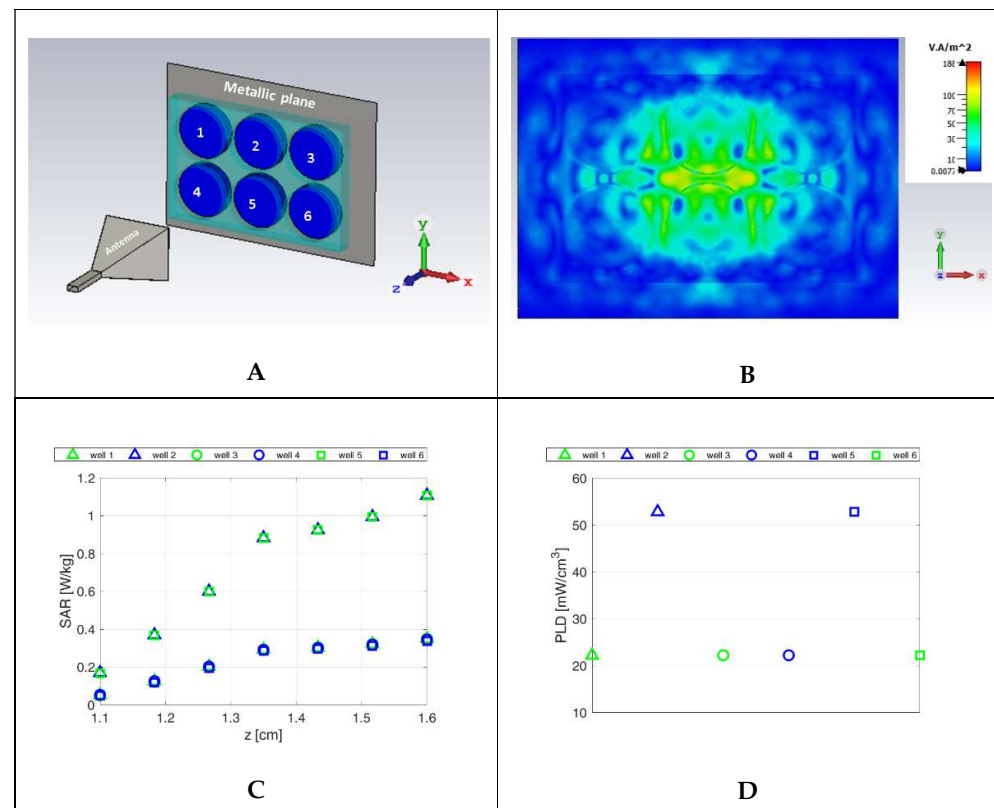 Metallic plane
1
2
3
4
5
6
Antenna
y
z
x
A
V.A/m^2
188
100
70
50
30
10
0.0077
y
z
x
B
well 1 well 2 well 3 well 4 well 5 well 6
1.2
1
0.8
0.6
0.4
0.2
0
SAR [W/kg]
1.1 1.2 1.3 1.4 1.5 1.6
z [cm]
C
well 1 well 2 well 3 well 4 well 5 well 6
60
50
40
30
20
10
PLD [mW/cm³]
D